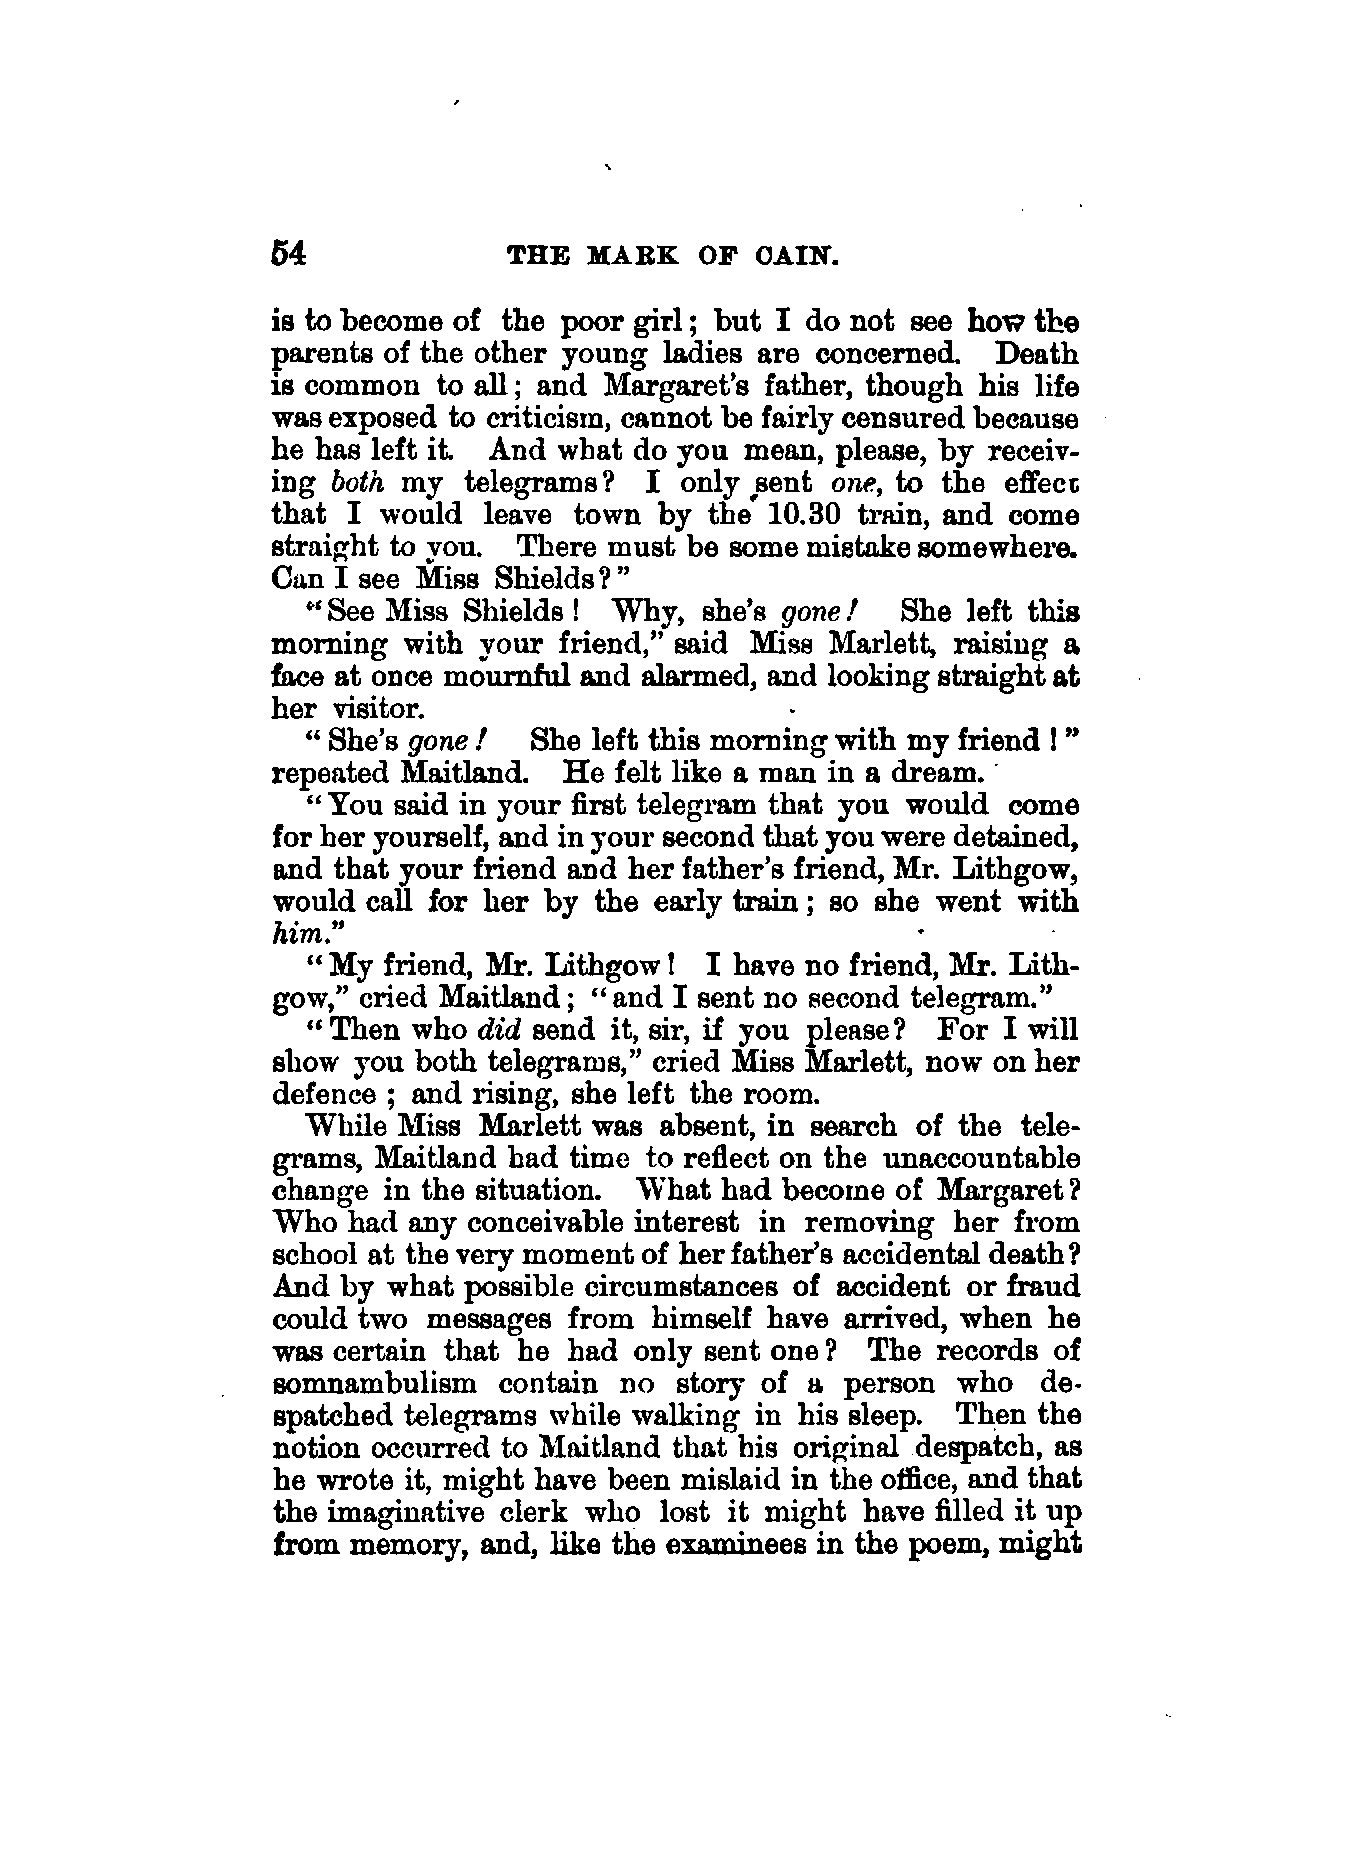 54 THE MARK OF CAIN.
is to become of the poor girl; but I do not see how the
parents of the other young ladies are concerned. Death
is common to all; and Margaret's father, though his life
was exposed to criticism, cannot be fairly censured because
he has left it. And what do you mean, please, by receiv-
ing both my telegrams? I only sent one, to the effect
that I would leave town by the 10.30 train, and come
straight to you. There must be some mistake somewhere.
Can I see Miss Shields?"
"See Miss Shields! Why, she's gone! She left this
morning with your friend," said Miss Marlett, raising a
face at once mournful and alarmed, and looking straight at
her visitor.
"She's gone! She left this morning with my friend!"
repeated Maitland. He felt like a man in a dream.
"You said in your first telegram that you would come
for her yourself, and in your second that you were detained,
and that your friend and her father's friend, Mr. Lithgow,
would call for her by the early train; so she went with
him."
"My friend, Mr. Lithgow! I have no friend, Mr. Lith-
gow," cried Maitland; "and I sent no second telegram."
"Then who did send it, sir, if you please? For I will
show you both telegrams," cried Miss Marlett, now on her
defence; and rising, she left the room.
While Miss Marlett was absent, in search of the tele-
grams, Maitland had time to reflect on the unaccountable
change in the situation. What had become of Margaret?
Who had any conceivable interest in removing her from
school at the very moment of her father's accidental death?
And by what possible circumstances of accident or fraud
could two messages from himself have arrived, when he
was certain that he had only sent one? The records of
somnambulism contain no story of a person who de-
spatched telegrams while walking in his sleep. Then the
notion occurred to Maitland that his original despatch, as
he wrote it, might have been mislaid in the office, and that
the imaginative clerk who lost it might have filled it up
from memory, and, like the examinees in the poem, might